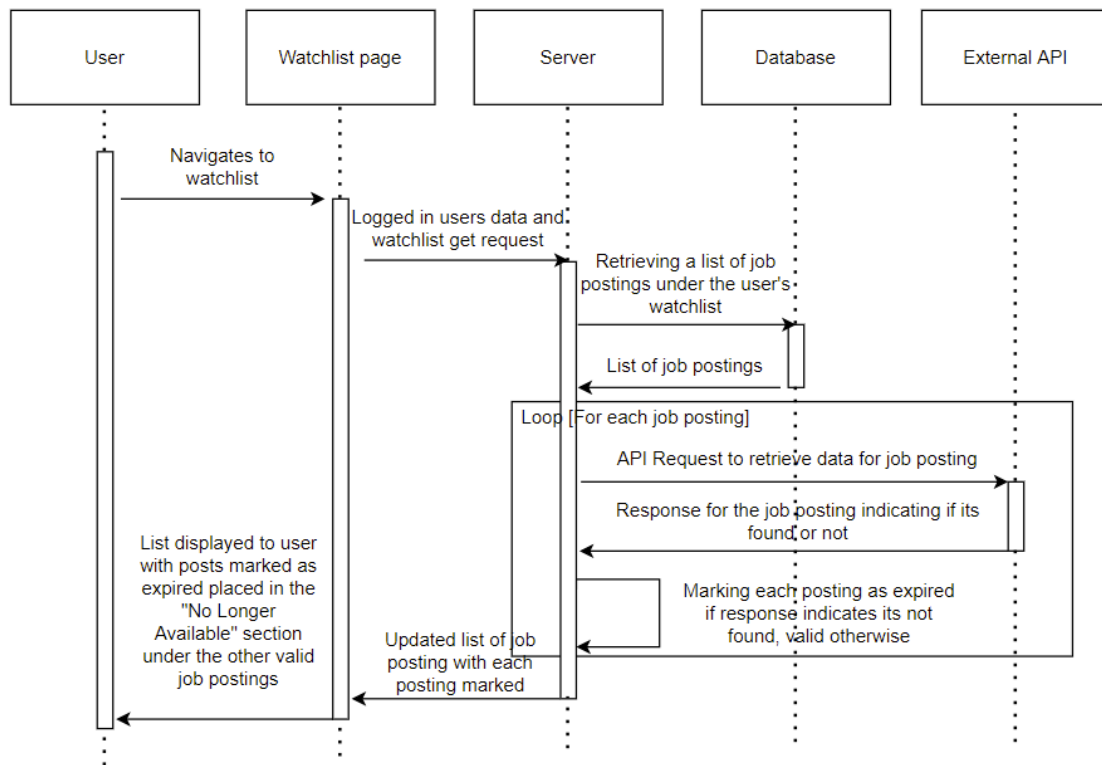 User
Watchlist page
Server
Database
External API
Navigates to
watchlist
Logged in users data and
watchlist get request
Retrieving a list of job
postings under the user's
watchlist
List of job postings
Loop [For each job posting]
API Request to retrieve data for job posting
Response for the job posting indicating if its
found or not
Marking each posting as expired
if response indicates its not
found, valid otherwise
Updated list of job
posting with each
posting marked
List displayed to user
with posts marked as
expired placed in the
"No Longer
Available" section
under the other valid
job postings